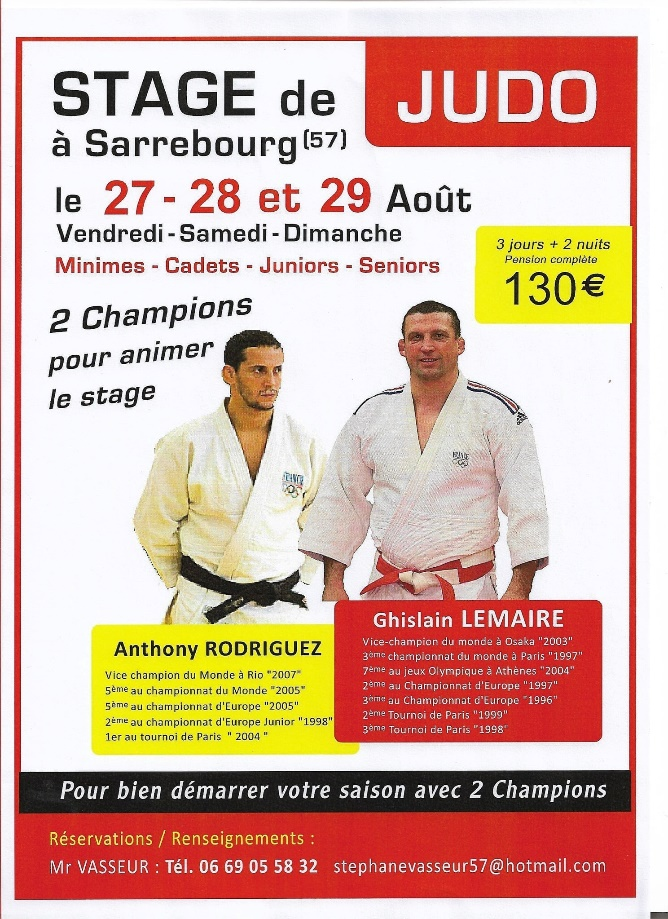 STAGE de JUDO
à Sarrebourg (57)
le 27 - 28 et 29 Août
Vendredi - Samedi - Dimanche
Minimes - Cadets - Juniors - Seniors
3 jours + 2 nuits
Pension complète
130€
2 Champions
pour animer
le stage
FRANCE
adidas
Anthony RODRIGUEZ
Vice champion du Monde à Rio "2007"
5ème au championnat du Monde "2005"
5ème au championnat d'Europe "2005"
2ème au championnat d'Europe Junior "1998"
1er au tournoi de Paris " 2004 "
Ghislain LEMAIRE
Vice-champion du monde à Osaka "2003"
3ème championnat du monde à Paris "1997"
7ème au jeux Olympique à Athènes "2004"
2ème au Championnat d'Europe "1997"
3ème au Championnat d'Europe "1996"
2ème Tournoi de Paris "1999"
3ème Tournoi de Paris "1998"
Pour bien démarrer votre saison avec 2 Champions
Réservations / Renseignements :
Mr VASSEUR : Tél. 06 69 05 58 32 stephanevasseur57@hotmail.com